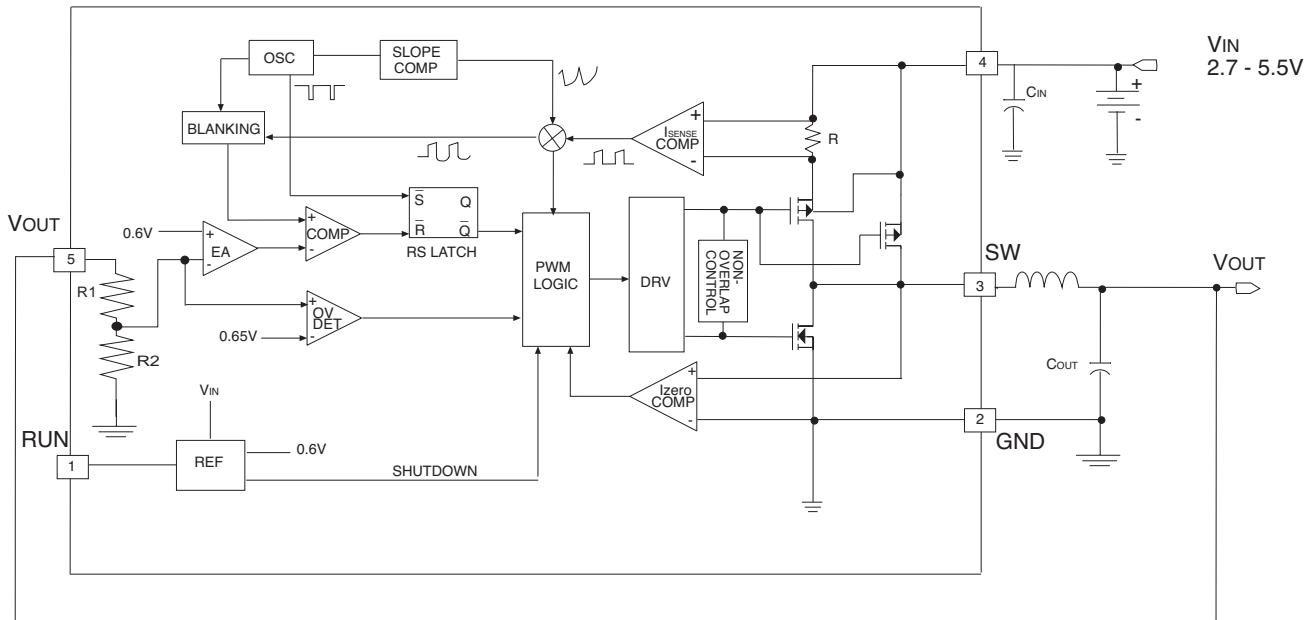 OSC
SLOPE
COMP
BLANKING
ISENSE
COMP
+
-
R
4
CIN
+
-
VIN
2.7 - 5.5V
S Q
R Q
RS LATCH
VOUT
5
0.6V
+
-
EA
+
-
COMP
PWM
LOGIC
DRV
NON-
OVERLAP
CONTROL
SW
3
VOUT
R1
R2
+
-
OV
DET
0.65V
Izero
COMP
+
-
COUT
2
GND
RUN
1
VIN
REF
0.6V
SHUTDOWN